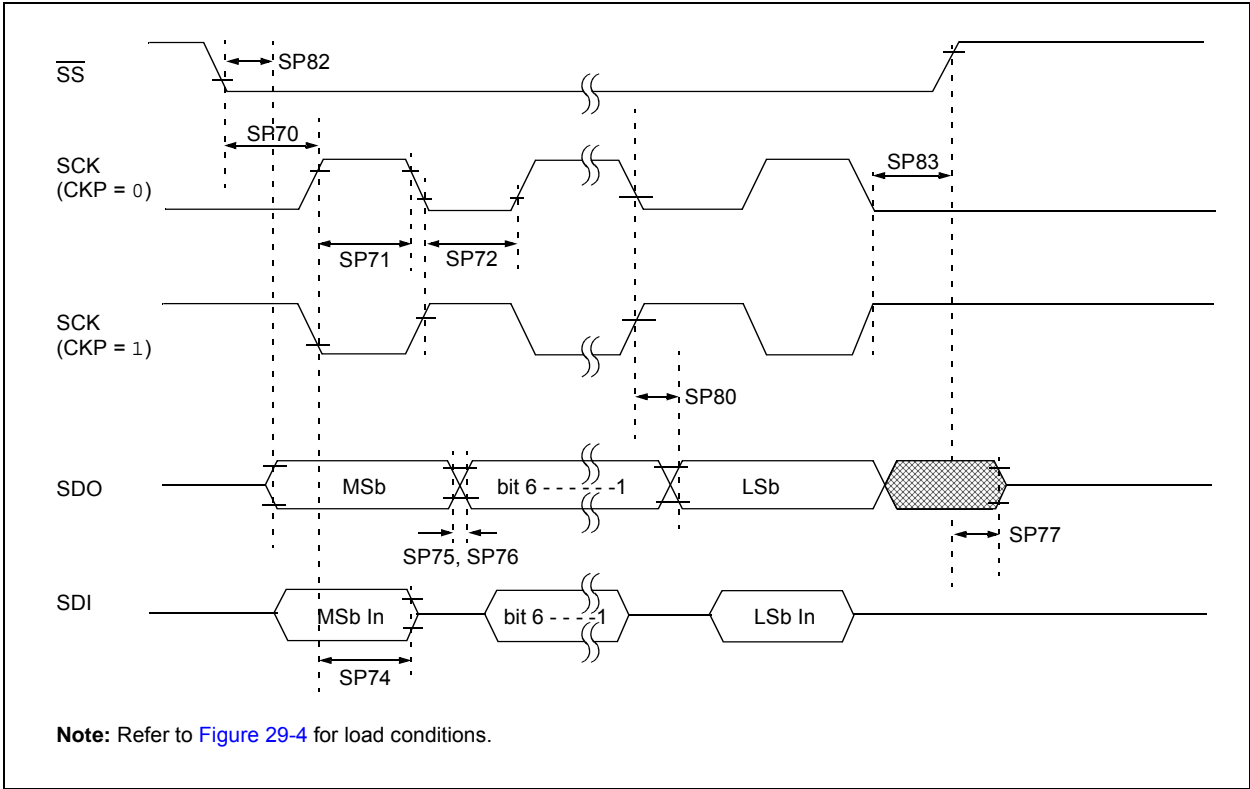 SS
SP82
SP70
SCK
(CKP = 0)
SP83
SP71
SP72
SCK
(CKP = 1)
SP80
SDO
MSb
bit 6 - - - - - -1
LSb
SP75, SP76
SP77
SDI
MSb In
bit 6 - - - -1
LSb In
SP74
Note: Refer to Figure 29-4 for load conditions.